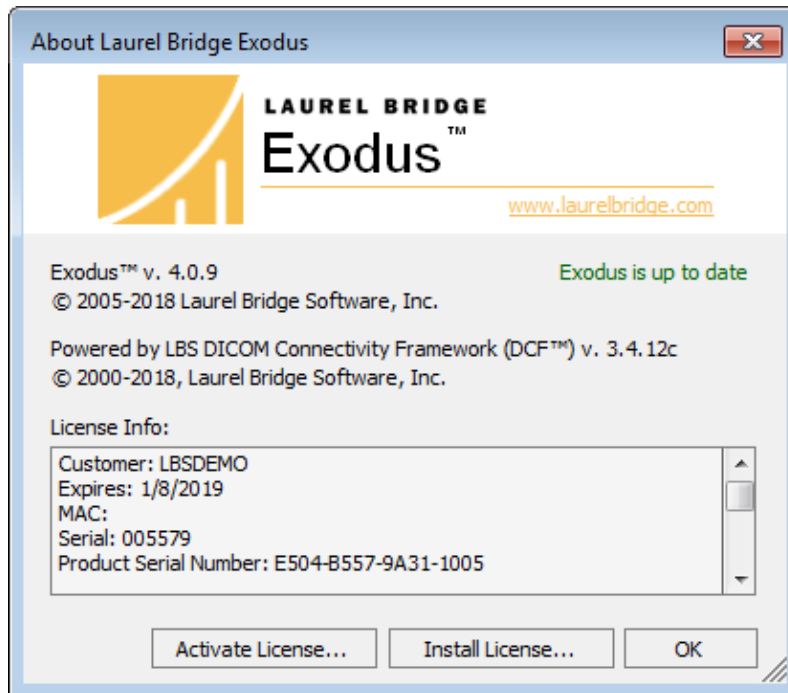 About Laurel Bridge Exodus
LAUREL BRIDGE
Exodus™
www.laurelbridge.com
Exodus™ v. 4.0.9
Exodus is up to date
© 2005-2018 Laurel Bridge Software, Inc.
Powered by LBS DICOM Connectivity Framework (DCF™) v. 3.4.12c
© 2000-2018, Laurel Bridge Software, Inc.
License Info:
Customer: LBSDEMO
Expires: 1/8/2019
MAC:
Serial: 005579
Product Serial Number: E504-B557-9A31-1005
Activate License... Install License... OK